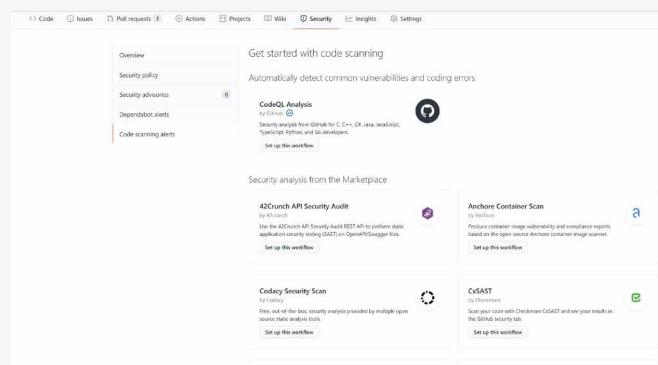 Code Issues Pull requests 1 Actions Projects Wiki Security Insights Settings
Overview
Security policy
Security advisories 0
Dependabot alerts
Code scanning alerts
Get started with code scanning
Automatically detect common vulnerabilities and coding errors
CodeQL Analysis
by GitHub
Security analysis from GitHub for C, C++, C#, Java, JavaScript,
TypeScript, Python, and Go developers.
Set up this workflow
Security analysis from the Marketplace
42Crunch API Security Audit
by 42crunch
Use the 42Crunch API Security Audit REST API to perform static
application security testing (SAST) on OpenAPI/Swagger files.
Set up this workflow
Anchore Container Scan
by Anchore
Produce container image vulnerability and compliance reports
based on the open source Anchore container image scanner.
Set up this workflow
Codacy Security Scan
by Codacy
Free, out-of-the-box, security analysis provided by multiple open
source static analysis tools.
Set up this workflow
CxSAST
by Checkmarx
Scan your code with Checkmarx CxSAST and see your results in
the GitHub security tab.
Set up this workflow